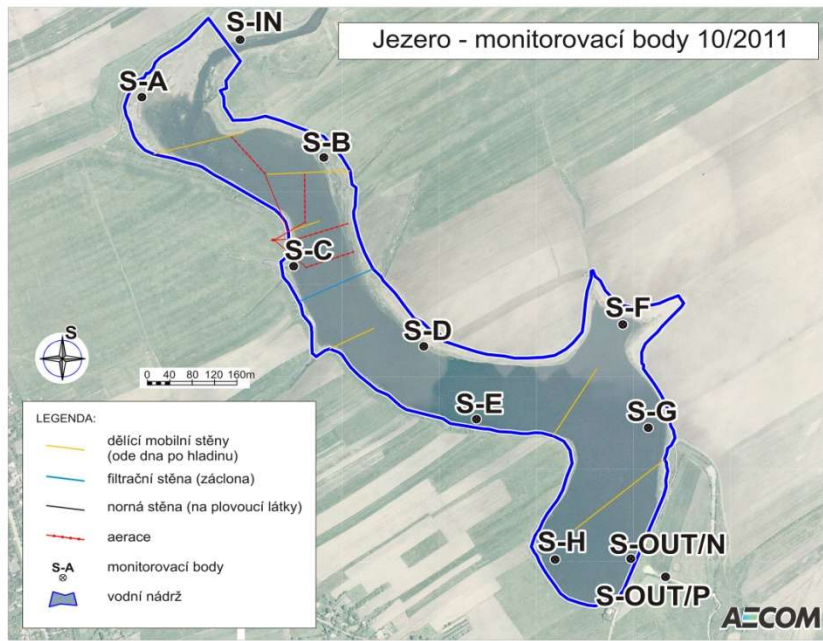 Jezero - monitorovací body 10/2011
S-IN
S-A
S-B
S-C
S-D
S-E
S-F
S-G
S-H
S-OUT/N
S-OUT/P
S
0 40 80 120 160m
LEGENDA:
dělící mobilní stěny
(ode dna po hladinu)
filtrační stěna (záclona)
norná stěna (na plovoucí látky)
aerace
S-A
monitorovací body
vodní nádrž
AECOM